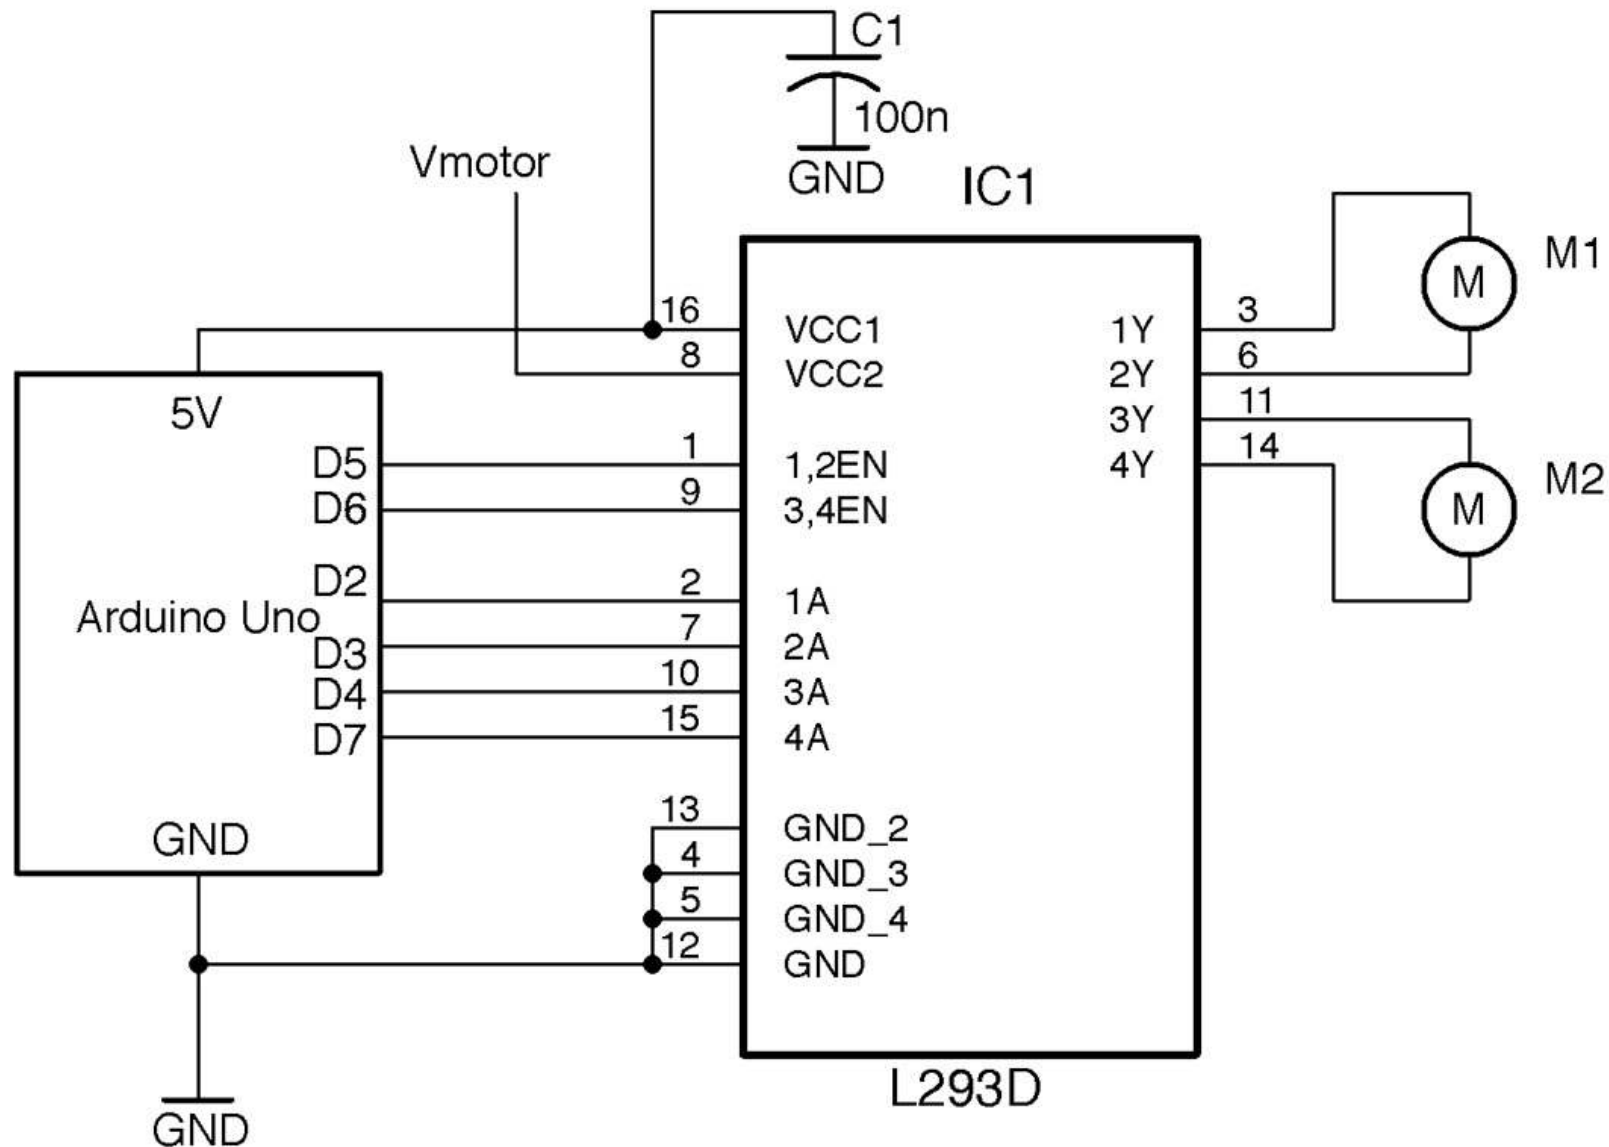 C1
100n
GND
Vmotor
IC1
M
M1
16
VCC1
1Y
3
8
VCC2
2Y
6
5V
3Y
11
D5
1
1,2EN
4Y
14
M
M2
D6
9
3,4EN
D2
2
1A
Arduino Uno
D3
7
2A
D4
10
3A
D7
15
4A
13
GND_2
GND
4
GND_3
5
GND_4
12
GND
L293D
GND